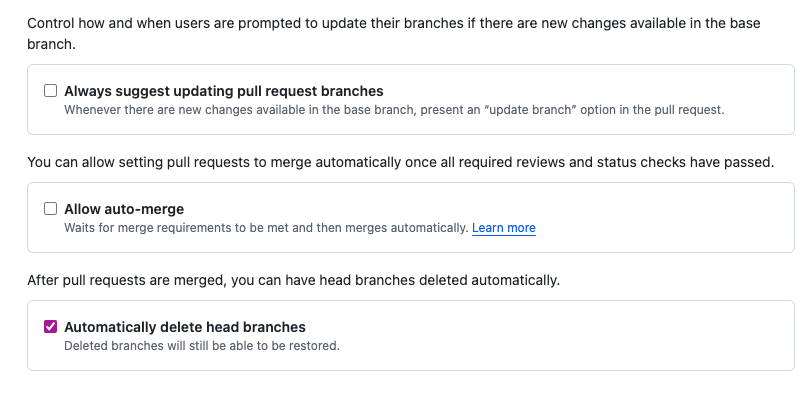 Control how and when users are prompted to update their branches if there are new changes available in the base
branch.
Always suggest updating pull request branches
Whenever there are new changes available in the base branch, present an “update branch” option in the pull request.
You can allow setting pull requests to merge automatically once all required reviews and status checks have passed.
Allow auto-merge
Waits for merge requirements to be met and then merges automatically. Learn more
After pull requests are merged, you can have head branches deleted automatically.
Automatically delete head branches
Deleted branches will still be able to be restored.